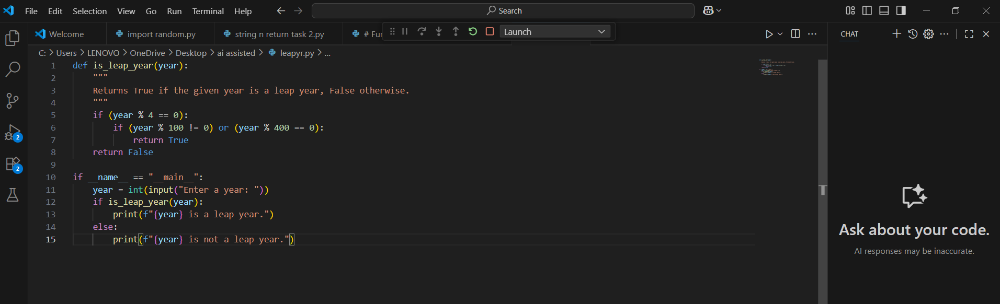 File Edit Selection View Go Run Terminal Help
Search
Welcome
import random.py
string n return task 2.py
# Fu
Launch
CHAT
C: > Users > LENOVO > OneDrive > Desktop > ai assisted > leapyr.py > ...
1 def is_leap_year(year):
2 """
3 Returns True if the given year is a leap year, False otherwise.
4 """
5 if (year % 4 == 0):
6 if (year % 100 != 0) or (year % 400 == 0):
7 return True
8 return False
9
10 if __name__ == "__main__":
11 year = int(input("Enter a year: "))
12 if is_leap_year(year):
13 print(f"{year} is a leap year.")
14 else:
15 print(f"{year} is not a leap year.")
2
2
Ask about your code.
AI responses may be inaccurate.